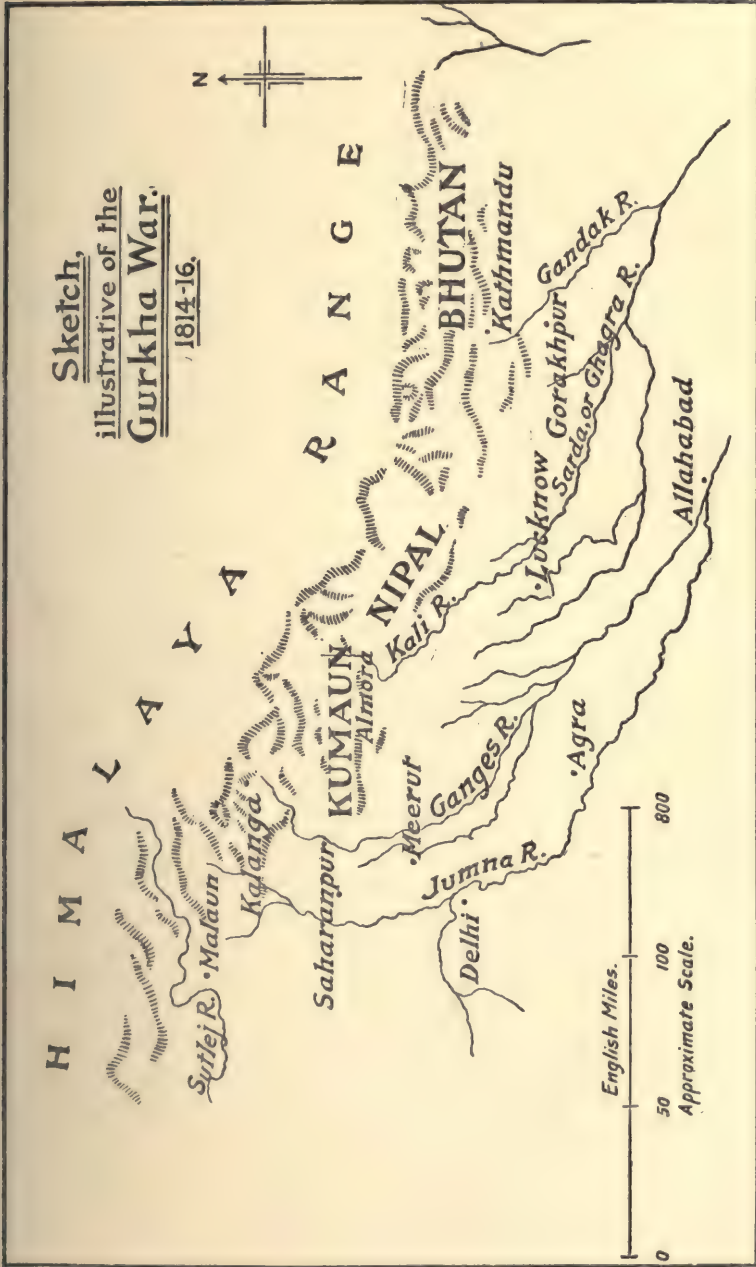 Sketch,
illustrative of the
Gurkha War.
1814-16.
N
HIMALAYA RANGE
Sutlej R.
Malaun
Kalanga
Saharanpur
KUMAUN
Almora
NIPAL
Kali R.
BHUTAN
Kathmandu
Gandak R.
Gorakhpur
Sarda or Ghagra R.
Lucknow
Meerut
Ganges R.
Delhi
Jumna R.
Agra
Allahabad
English Miles.
0 50 100 800
Approximate Scale.